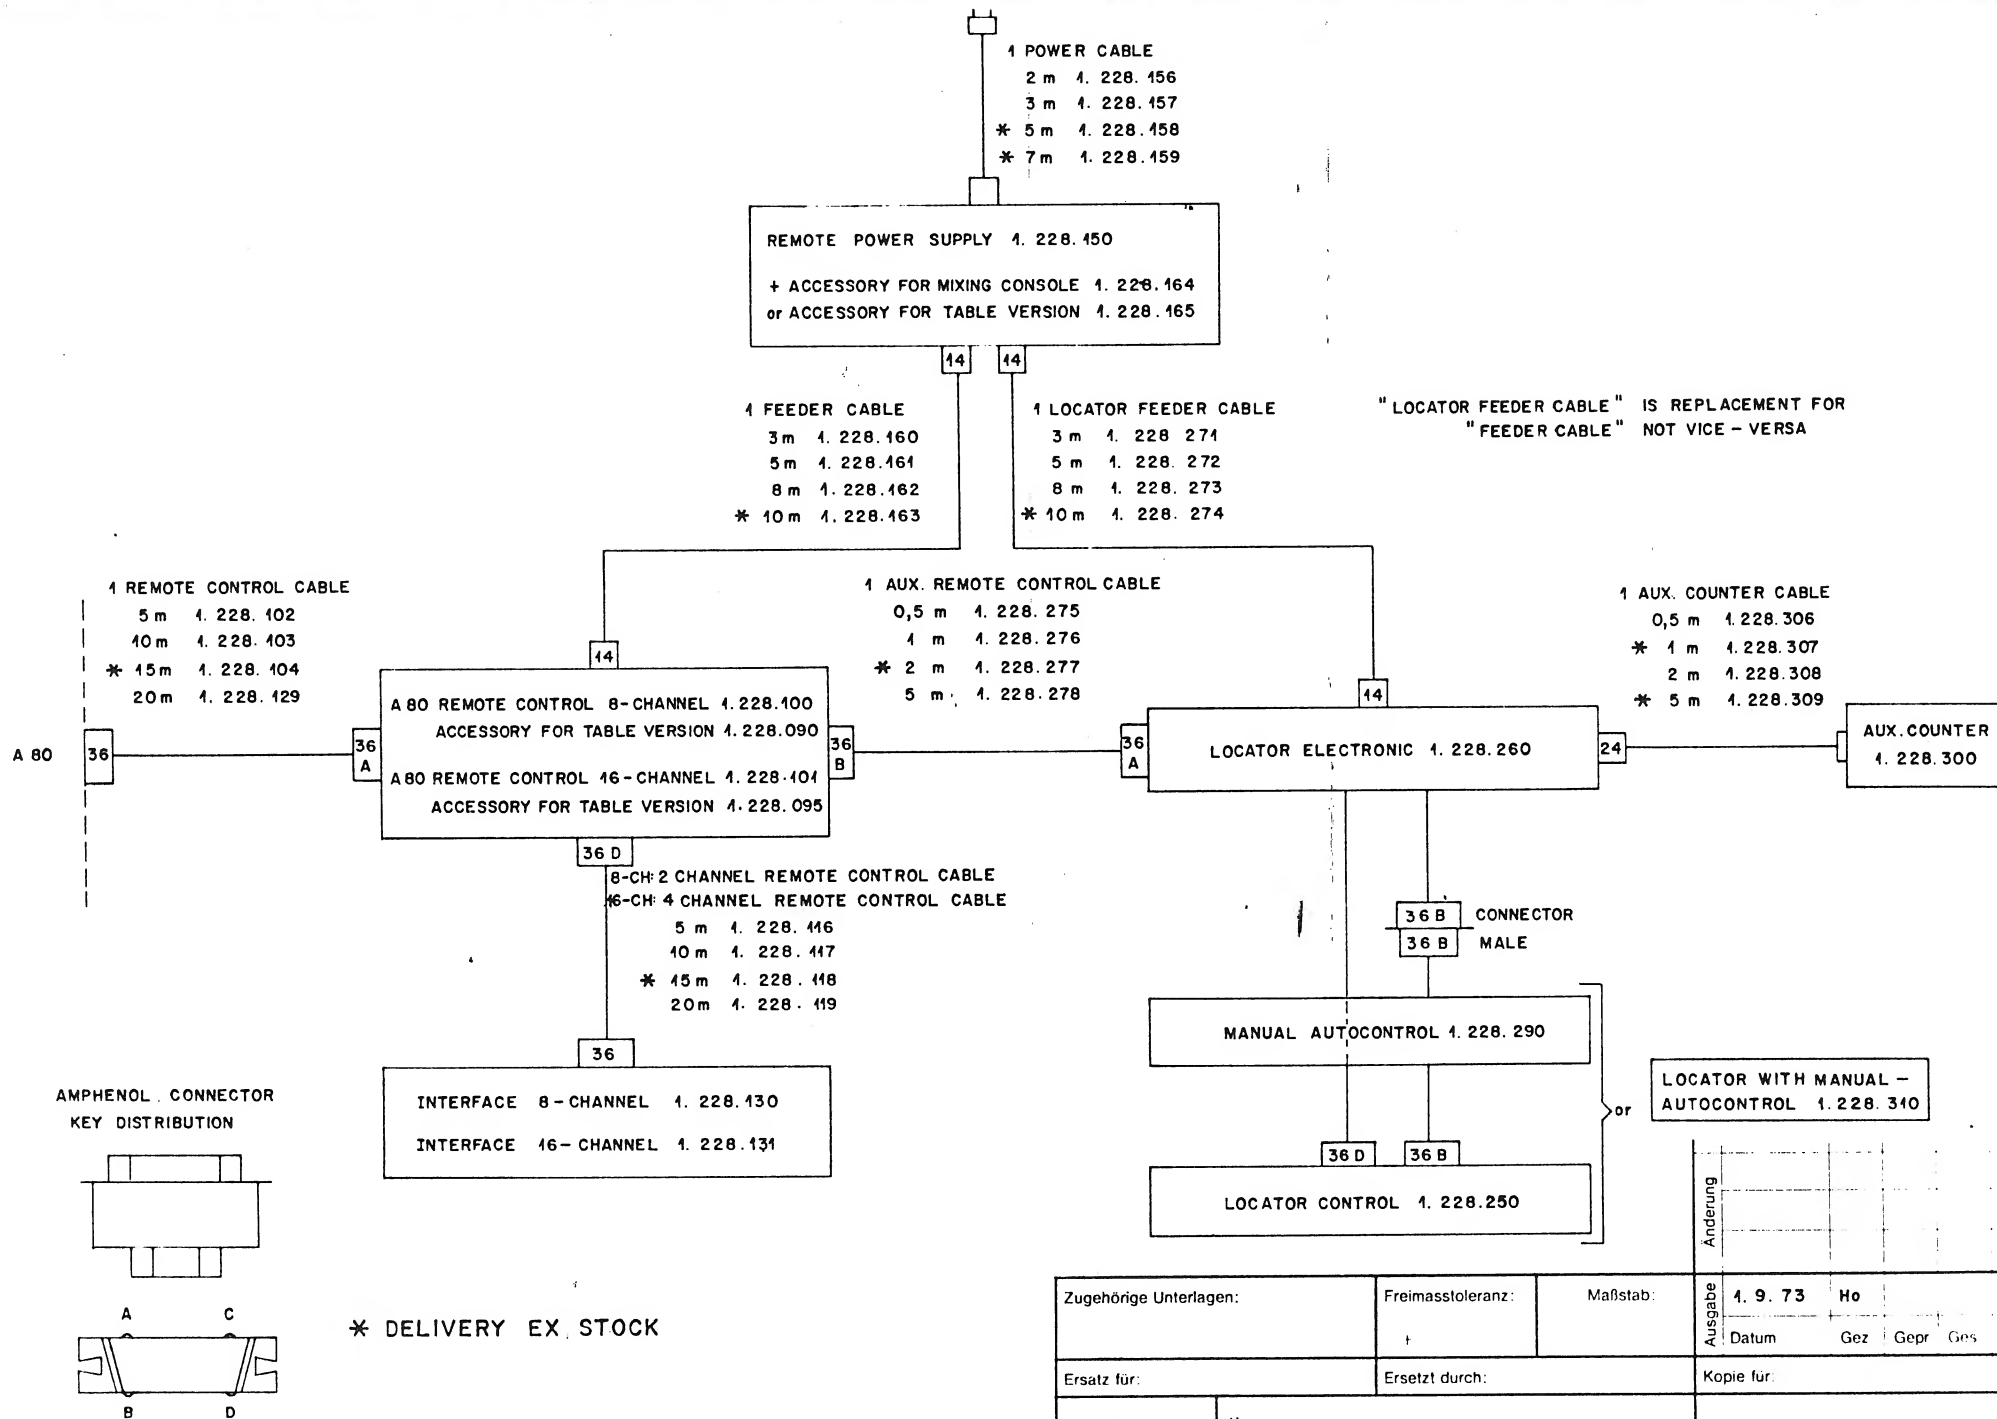 1 POWER CABLE
2 m 1. 228. 156
3 m 1. 228. 157
* 5 m 1. 228. 158
* 7 m 1. 228. 159
REMOTE POWER SUPPLY 1. 228. 150
+ ACCESSORY FOR MIXING CONSOLE 1. 228. 164
or ACCESSORY FOR TABLE VERSION 1. 228. 165
14 14
1 FEEDER CABLE
3 m 1. 228. 160
5 m 1. 228. 161
8 m 1. 228. 162
* 10 m 1. 228. 163
1 LOCATOR FEEDER CABLE
3 m 1. 228 271
5 m 1. 228. 272
8 m 1. 228. 273
* 10 m 1. 228. 274
"LOCATOR FEEDER CABLE" IS REPLACEMENT FOR
"FEEDER CABLE" NOT VICE - VERSA
1 REMOTE CONTROL CABLE
5 m 1. 228. 102
10 m 1. 228. 103
* 15 m 1. 228. 104
20 m 1. 228. 129
1 AUX. REMOTE CONTROL CABLE
0,5 m 1. 228. 275
1 m 1. 228. 276
* 2 m 1. 228. 277
5 m 1. 228. 278
1 AUX. COUNTER CABLE
0,5 m 1. 228. 306
* 1 m 1. 228. 307
2 m 1. 228. 308
* 5 m 1. 228. 309
A 80
36
14
36 A
A 80 REMOTE CONTROL 8-CHANNEL 1. 228. 100
ACCESSORY FOR TABLE VERSION 1. 228. 090
A 80 REMOTE CONTROL 16-CHANNEL 1. 228. 101
ACCESSORY FOR TABLE VERSION 1. 228. 095
36 B
36 D
36 A
14
LOCATOR ELECTRONIC 1. 228. 260
24
AUX. COUNTER
1. 228. 300
8-CH: 2 CHANNEL REMOTE CONTROL CABLE
16-CH: 4 CHANNEL REMOTE CONTROL CABLE
5 m 1. 228. 116
10 m 1. 228. 117
* 15 m 1. 228. 118
20 m 1. 228. 119
36
INTERFACE 8 - CHANNEL 1. 228. 130
INTERFACE 16 - CHANNEL 1. 228. 131
36 B CONNECTOR
36 B MALE
MANUAL AUTOCONTROL 1. 228. 290
36 D 36 B
LOCATOR CONTROL 1. 228. 250
or
LOCATOR WITH MANUAL -
AUTOCONTROL 1. 228. 310
AMPHENOL CONNECTOR
KEY DISTRIBUTION
A C
B D
* DELIVERY EX. STOCK
Änderung
Zugehörige Unterlagen:
Freimasstoleranz:
+
Maßstab:
Ausgabe
1. 9. 73 Ho
Datum Gez Gepr Ges
Ersatz für:
Ersetzt durch:
Kopie für: